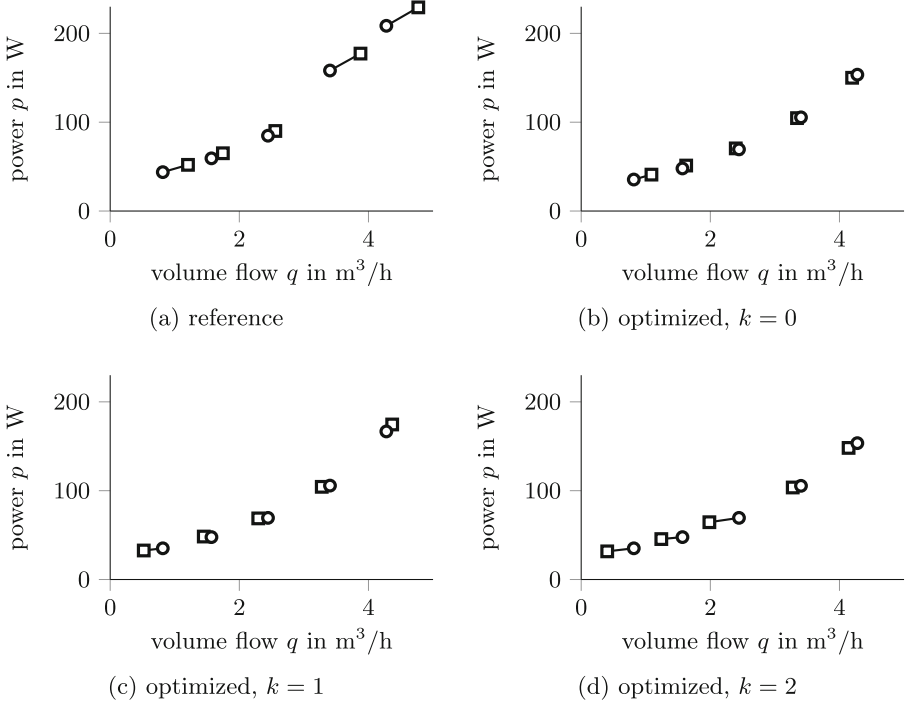 200
100
0
0
2
4
power p in W
volume flow q in m³/h
(a) reference
200
100
0
0
2
4
power p in W
volume flow q in m³/h
(b) optimized, k = 0
200
100
0
0
2
4
power p in W
volume flow q in m³/h
(c) optimized, k = 1
200
100
0
0
2
4
power p in W
volume flow q in m³/h
(d) optimized, k = 2